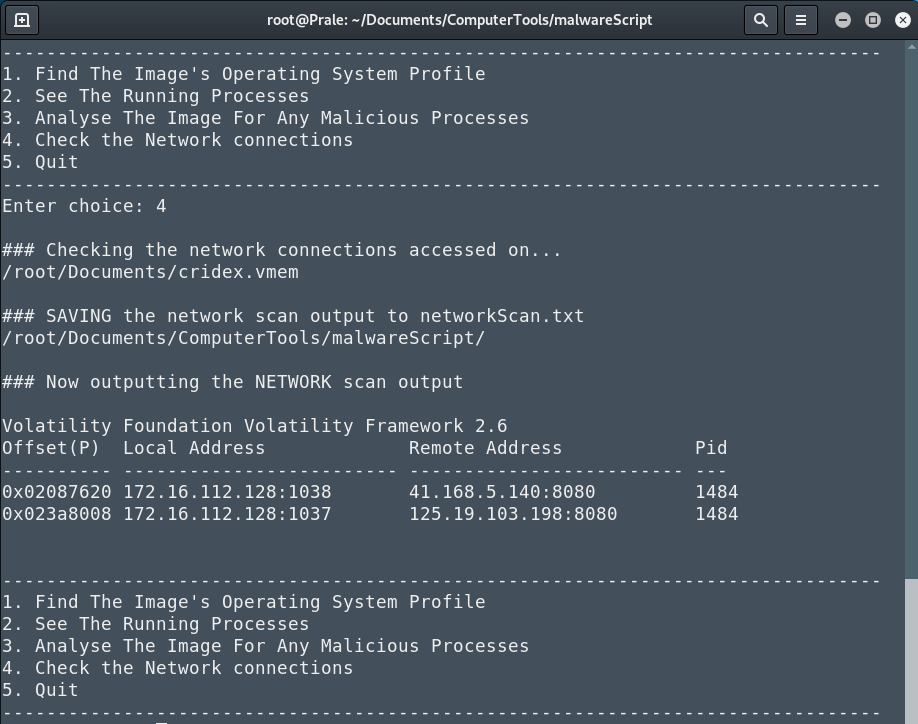 root@Prale: ~/Documents/ComputerTools/malwareScript
--------------------------------------------------------------------------------
1. Find The Image's Operating System Profile
2. See The Running Processes
3. Analyse The Image For Any Malicious Processes
4. Check the Network connections
5. Quit
--------------------------------------------------------------------------------
Enter choice: 4
### Checking the network connections accessed on...
/root/Documents/cridex.vmem
### SAVING the network scan output to networkScan.txt
/root/Documents/ComputerTools/malwareScript/
### Now outputting the NETWORK scan output
Volatility Foundation Volatility Framework 2.6
Offset(P)  Local Address             Remote Address            Pid
---------- ------------------------- ------------------------- ---
0x02087620 172.16.112.128:1038       41.168.5.140:8080         1484
0x023a8008 172.16.112.128:1037       125.19.103.198:8080       1484
--------------------------------------------------------------------------------
1. Find The Image's Operating System Profile
2. See The Running Processes
3. Analyse The Image For Any Malicious Processes
4. Check the Network connections
5. Quit
--------------------------------------------------------------------------------